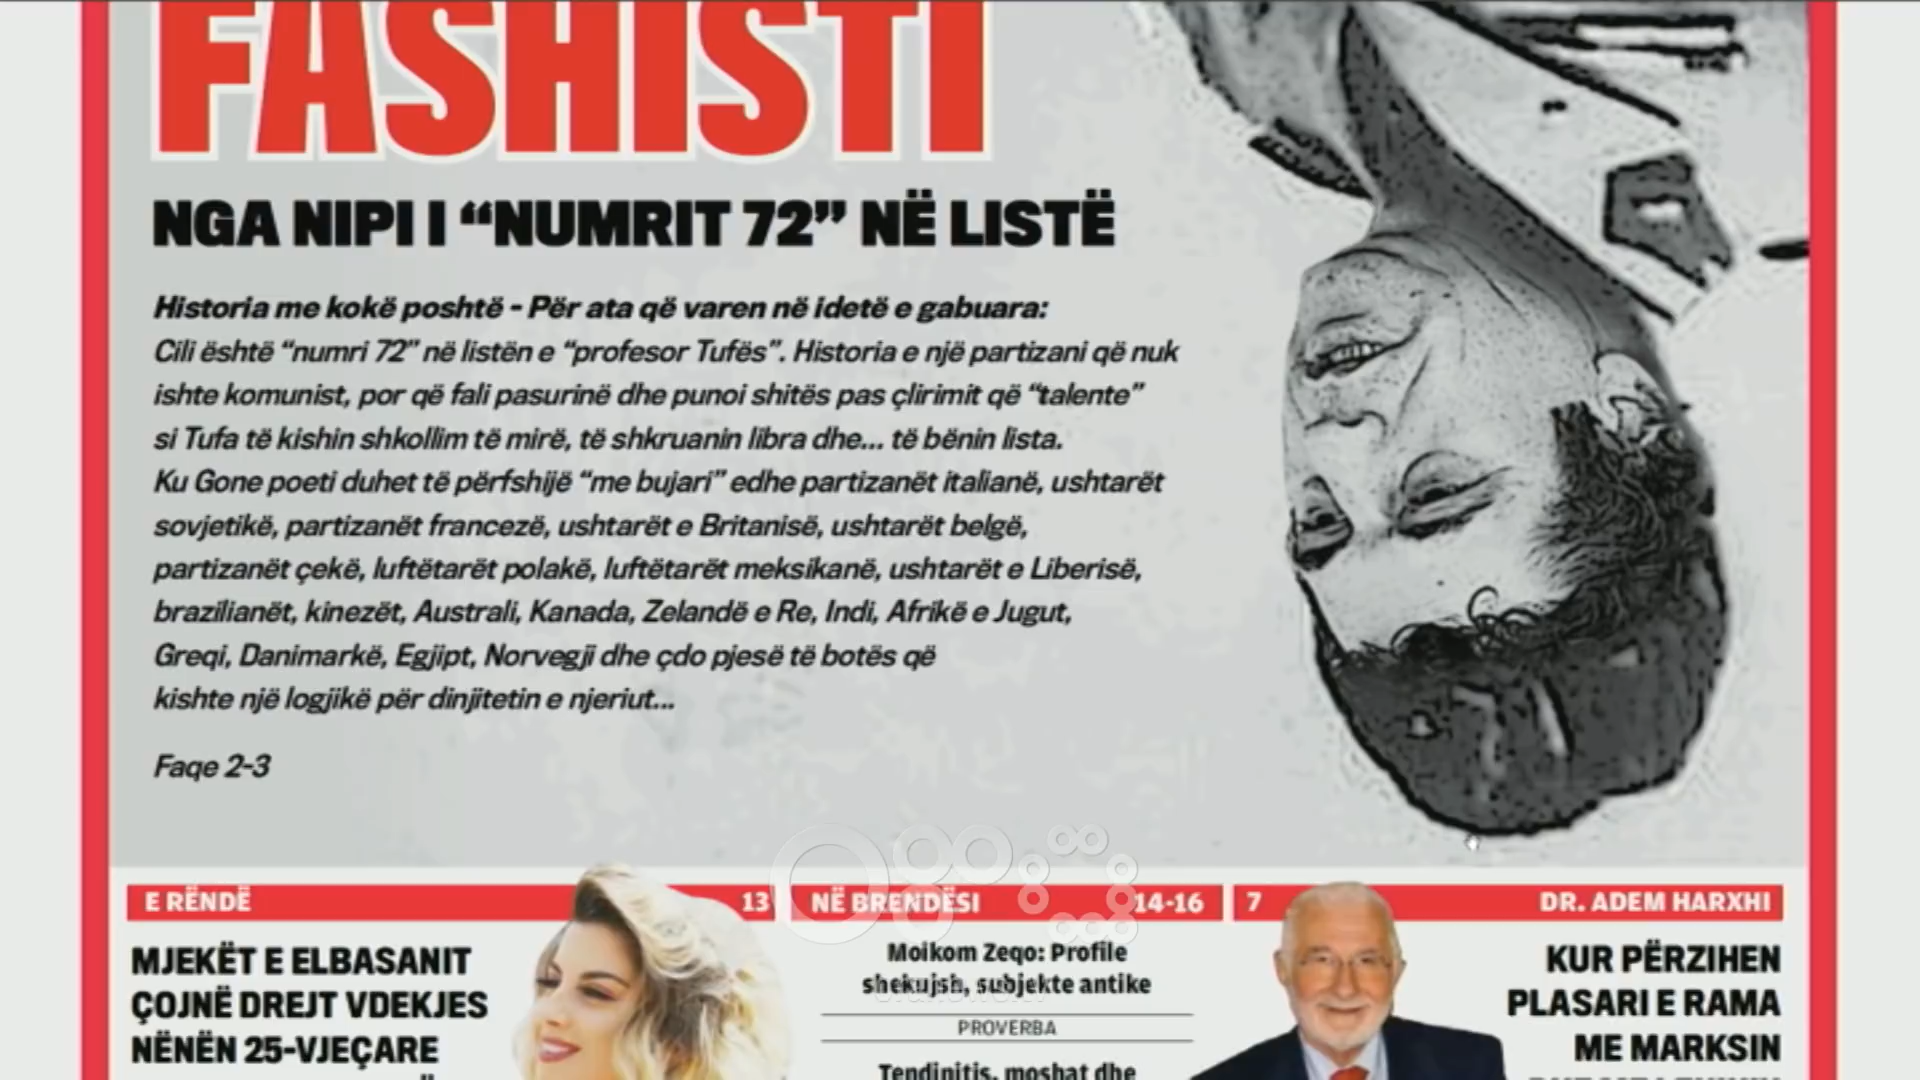 FASHISTI
NGA NIPI I “NUMRIT 72” NË LISTË
Historia me kokë poshtë - Për ata që varen në idetë e gabuara:
Cili është “numri 72” në listën e “profesor Tufës”. Historia e një partizani që nuk
ishte komunist, por që fali pasurinë dhe punoi shitës pas çlirimit që “talente”
si Tufa të kishin shkollim të mirë, të shkruanin libra dhe... të bënin lista.
Ku Gone poeti duhet të përfshijë “me bujari” edhe partizanët italianë, ushtarët
sovjetikë, partizanët francezë, ushtarët e Britanisë, ushtarët belgë,
partizanët çekë, luftëtarët polakë, luftëtarët meksikanë, ushtarët e Liberisë,
brazilianët, kinezët, Australi, Kanada, Zelandë e Re, Indi, Afrikë e Jugut,
Greqi, Danimarkë, Egjipt, Norvegji dhe çdo pjesë të botës që
kishte një logjikë për dinjitetin e njeriut...
Faqe 2-3
E RËNDË 13
MJEKËT E ELBASANIT
ÇOJNË DREJT VDEKJES
NËNËN 25-VJEÇARE
NË BRENDËSI 14-16
Moikom Zeqo: Profile
shekujsh, subjekte antike
PROVERBA
Tendinitis, moshat dhe
7 DR. ADEM HARXHI
KUR PËRZIHEN
PLASARI E RAMA
ME MARKSIN